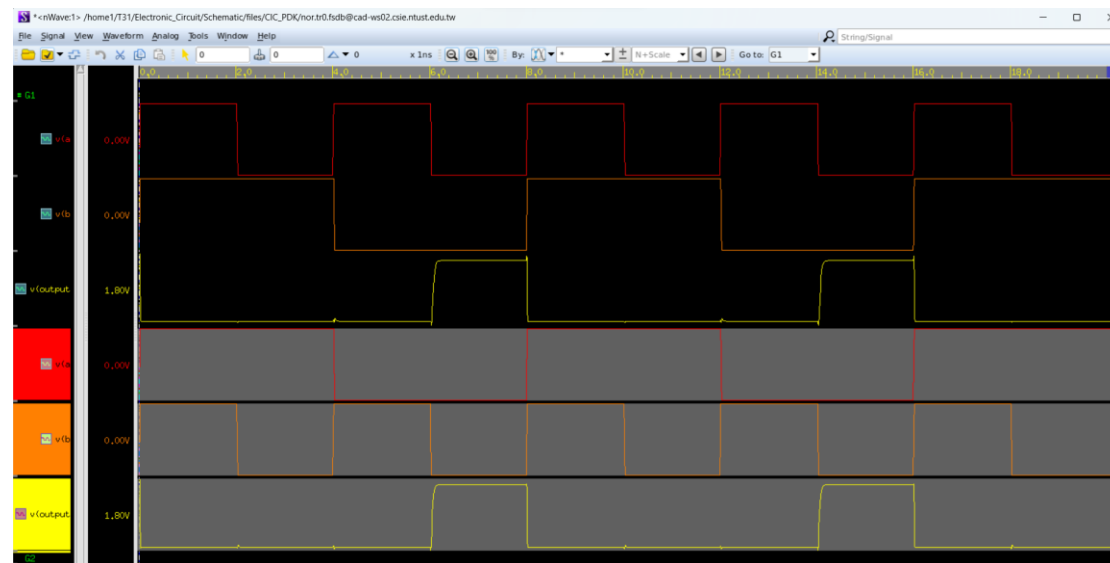 *<nWave:1> /home1/T31/Electronic_Circuit/Schematic/files/CIC_PDK/nor.tr0.fsdb@cad-ws02.csie.ntust.edu.tw
File Signal View Waveform Analog Tools Window Help String/Signal
0 0 0 x 1ns 100 % By: * N+Scale Go to: G1
0.0 2.0 4.0 6.0 8.0 10.0 12.0 14.0 16.0 18.0
G1
v(a 0.00V
v(b 0.00V
v(output 1.80V
v(a 0.00V
v(b 0.00V
v(output 1.80V
G2